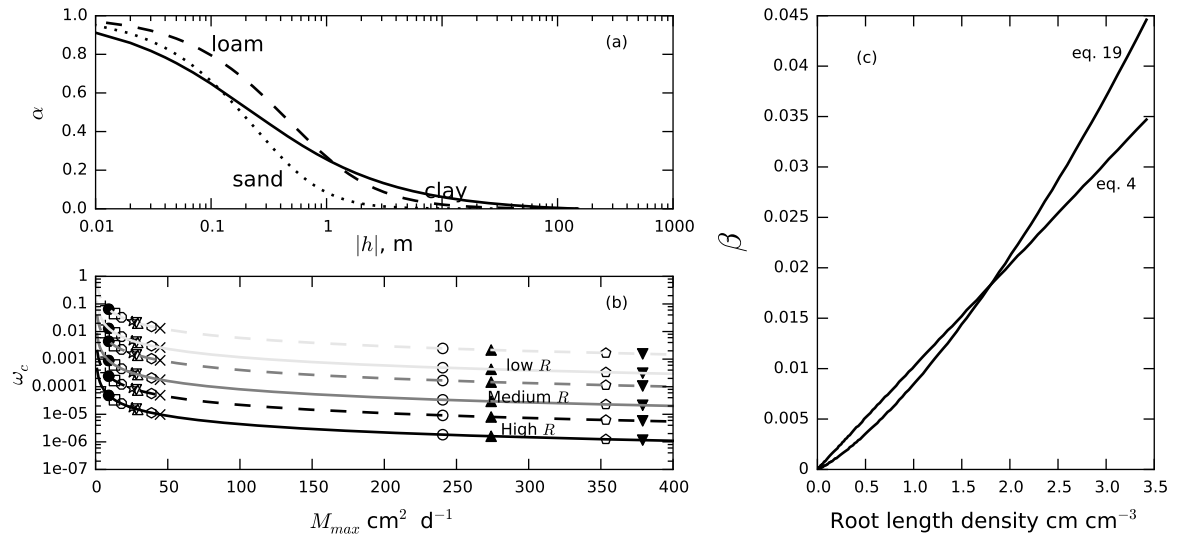 1.0
0.8
0.6
0.4
0.2
0.0
α
loam
sand
clay
(a)
0.01 0.1 1 10 100 1000
|h|, m
1
0.1
0.01
0.001
0.0001
1e-05
1e-06
1e-07
ω_c
(b)
low R
Medium R
High R
0 50 100 150 200 250 300 350 400
M_max cm² d⁻¹
0.045
0.04
0.035
0.03
0.025
0.02
0.015
0.01
0.005
0
β
(c)
eq. 19
eq. 4
0.0 0.5 1.0 1.5 2.0 2.5 3.0 3.5
Root length density cm cm⁻³